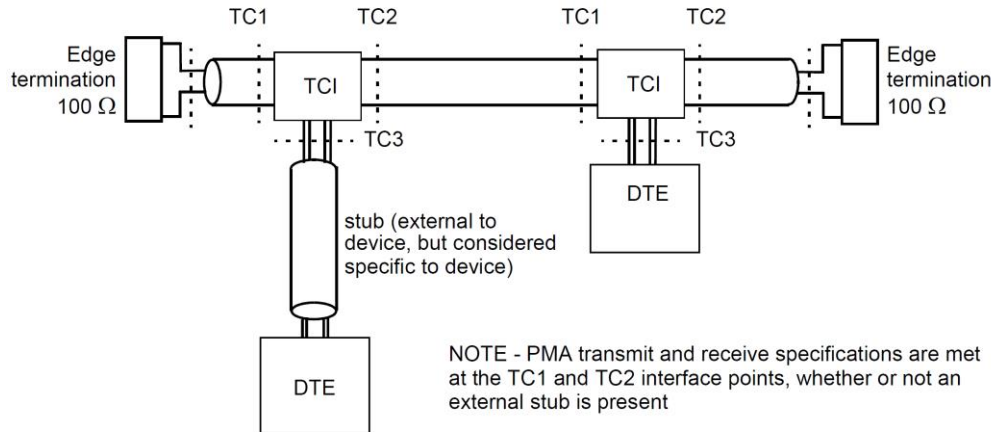 TC1 TC2 TC1 TC2
Edge
termination
100 Ω
TCI
TCI
Edge
termination
100 Ω
TC3
TC3
stub (external to
device, but considered
specific to device)
DTE
DTE
NOTE - PMA transmit and receive specifications are met
at the TC1 and TC2 interface points, whether or not an
external stub is present